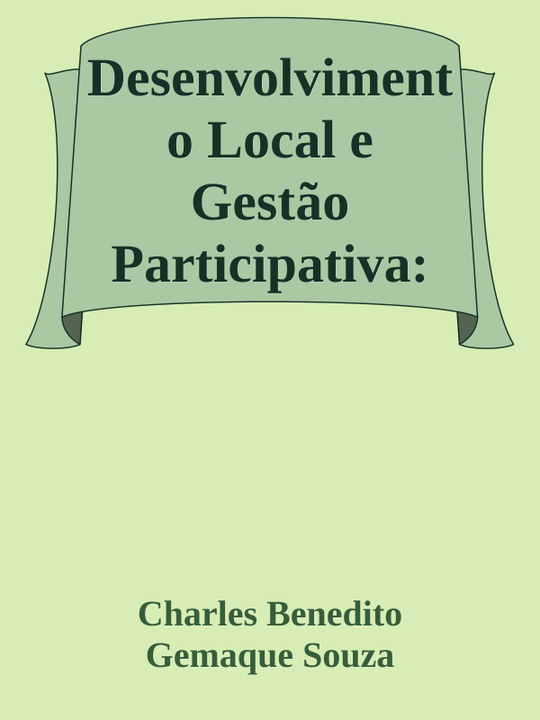 Desenvolviment
o Local e
Gestão
Participativa:
Charles Benedito
Gemaque Souza